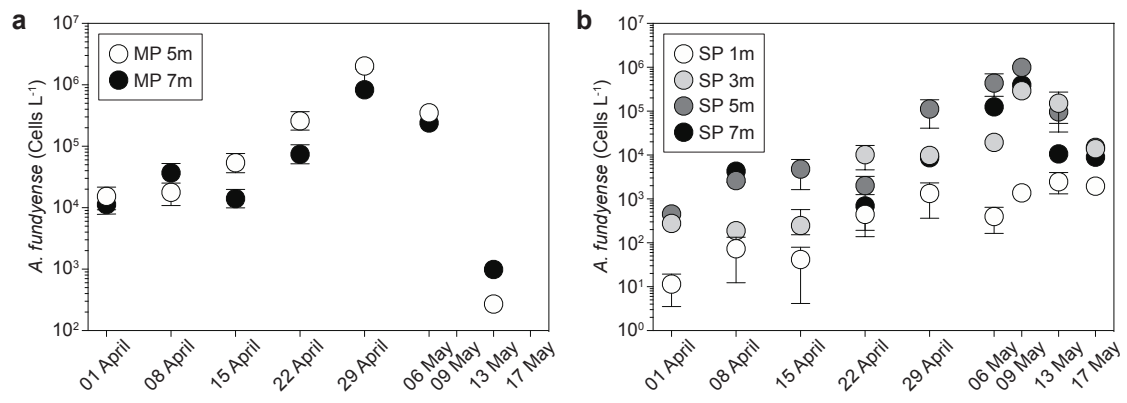 a
MP 5m
MP 7m
A. fundyense (Cells L⁻¹)
10⁷
10⁶
10⁵
10⁴
10³
10²
01 April
08 April
15 April
22 April
29 April
06 May
09 May
13 May
17 May
b
SP 1m
SP 3m
SP 5m
SP 7m
A. fundyense (Cells L⁻¹)
10⁷
10⁶
10⁵
10⁴
10³
10²
10¹
10⁰
01 April
08 April
15 April
22 April
29 April
06 May
09 May
13 May
17 May